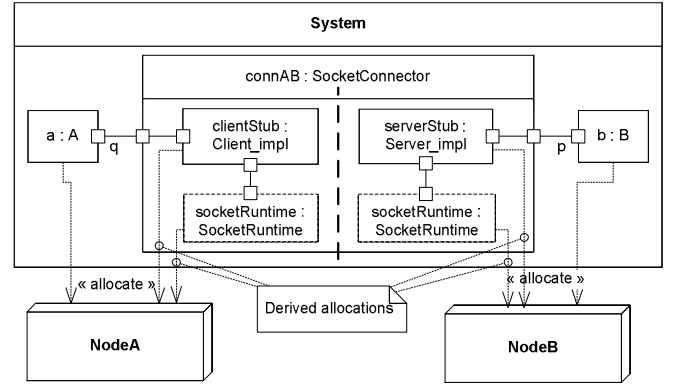 System
connAB : SocketConnector
a : A
q
clientStub :
Client_impl
serverStub :
Server_impl
p
b : B
socketRuntime :
SocketRuntime
socketRuntime :
SocketRuntime
« allocate »
« allocate »
Derived allocations
NodeA
NodeB